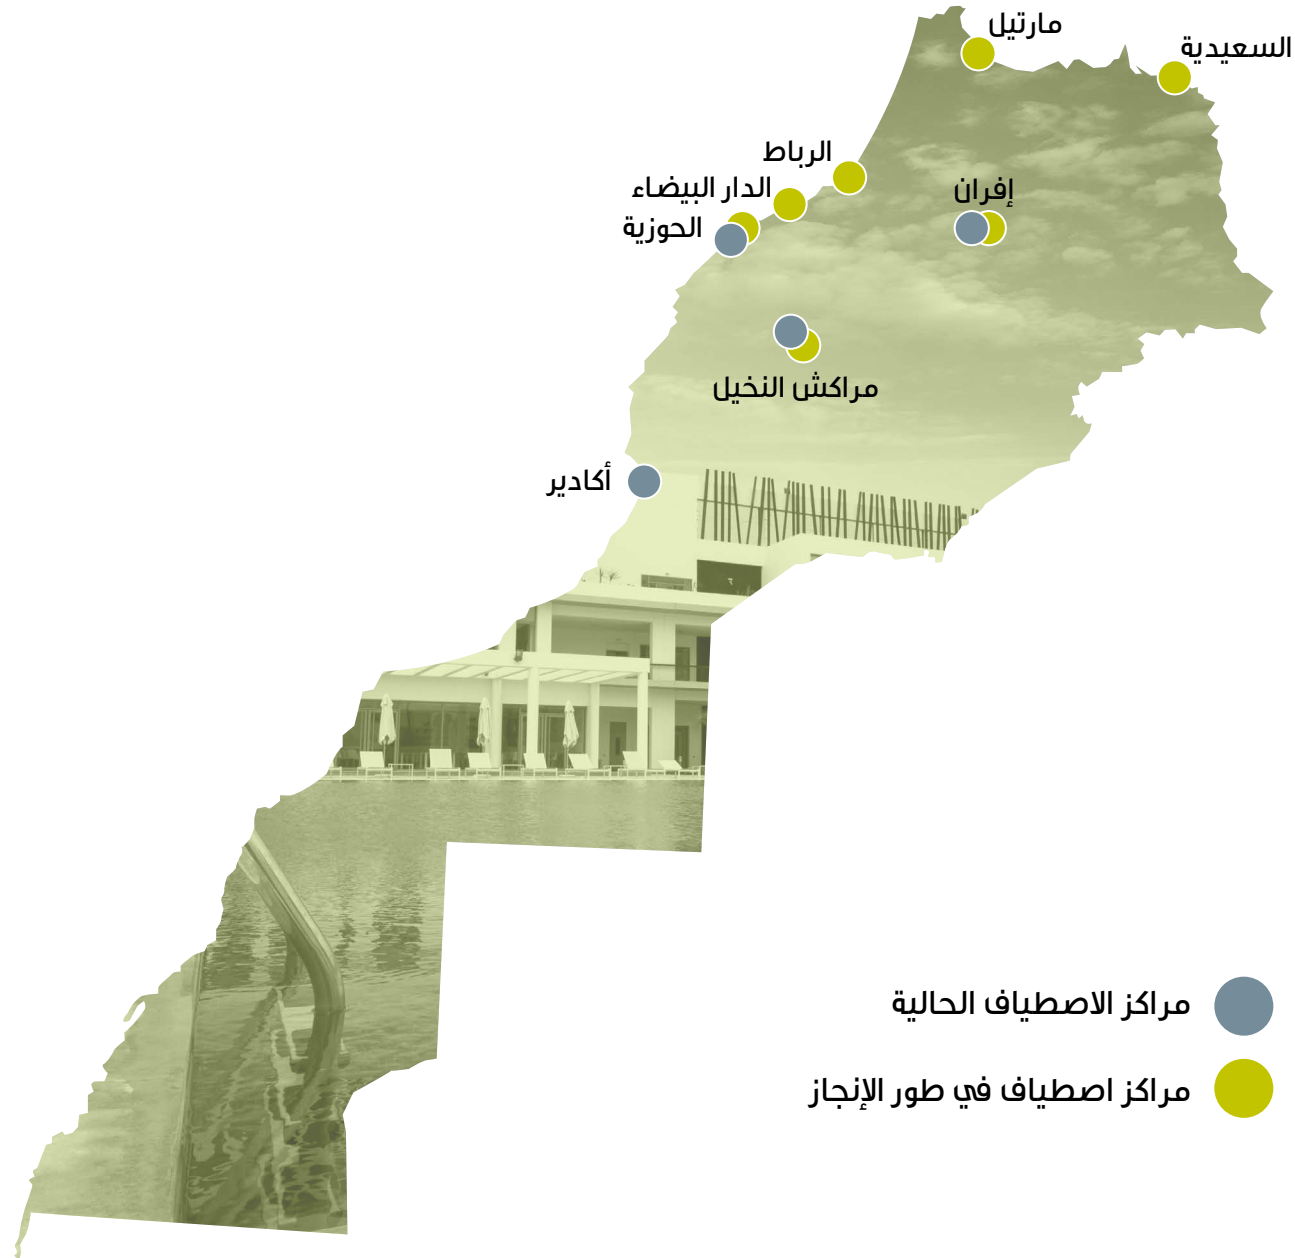 مارتيل
السعيدية
الرباط
الدار البيضاء
إفران
الحوزية
مراكش النخيل
أكادير
مراكز الاصطياف الحالية
مراكز اصطياف في طور الإنجاز